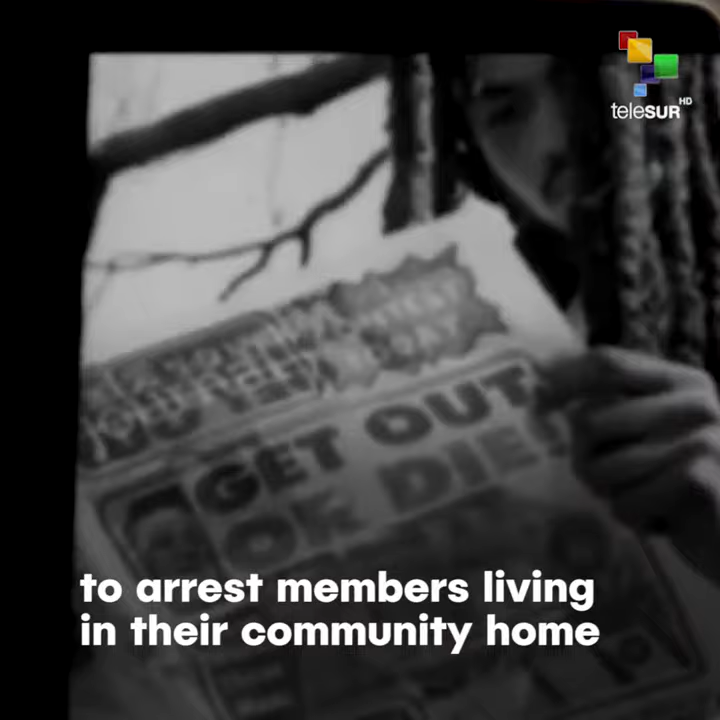 teleSUR HD
GET OUT
OR DIE!
to arrest members living
in their community home